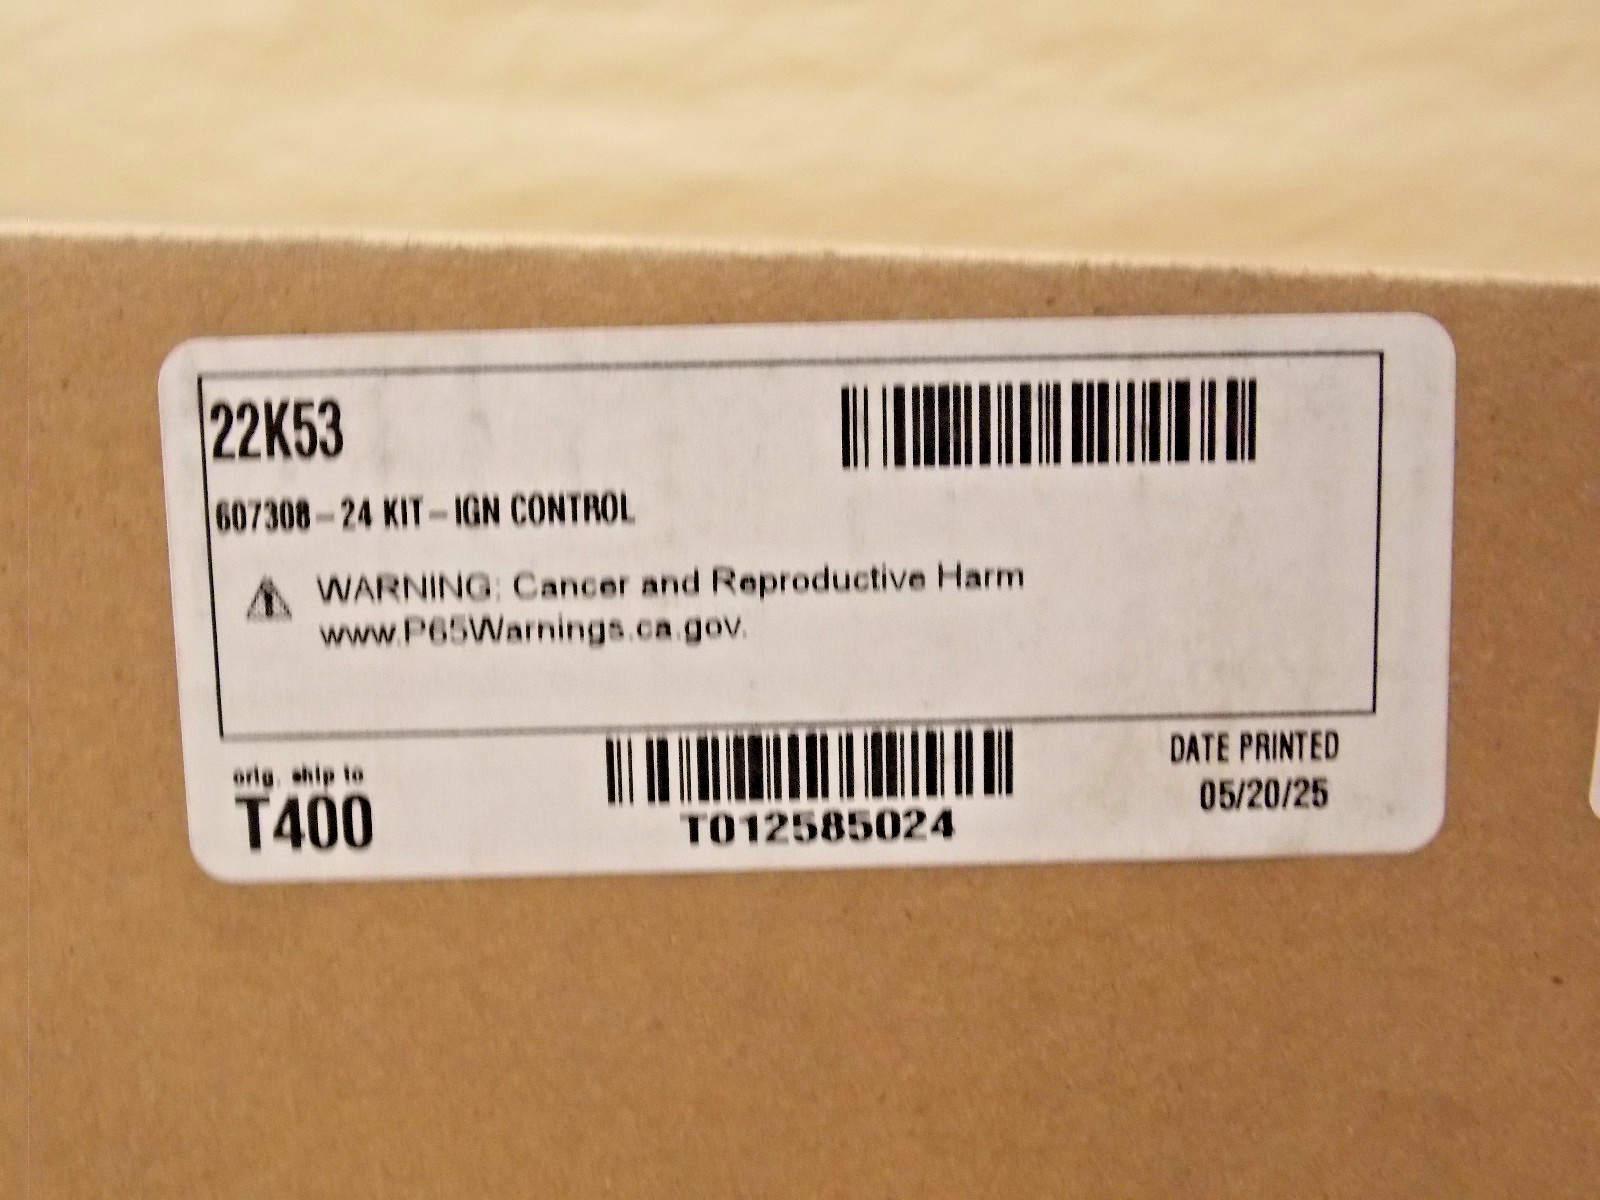 22K53
607308-24 KIT-IGN CONTROL
WARNING: Cancer and Reproductive Harm
www.P65Warnings.ca.gov.
orig. ship to
T400
T012585024
DATE PRINTED
05/20/25